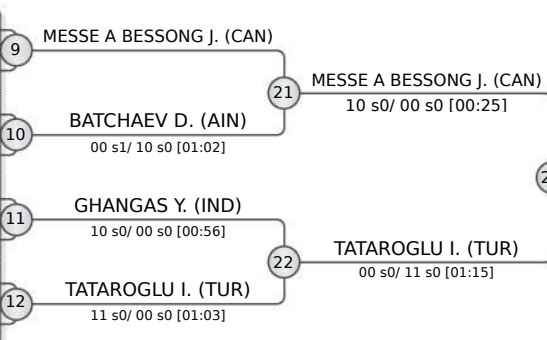 9
MESSE A BESSONG J. (CAN)
21
MESSE A BESSONG J. (CAN)
10 s0/ 00 s0 [00:25]
10
BATCHAEV D. (AIN)
00 s1/ 10 s0 [01:02]
11
GHANGAS Y. (IND)
10 s0/ 00 s0 [00:56]
22
TATAROGLU I. (TUR)
00 s0/ 11 s0 [01:15]
12
TATAROGLU I. (TUR)
11 s0/ 00 s0 [01:03]